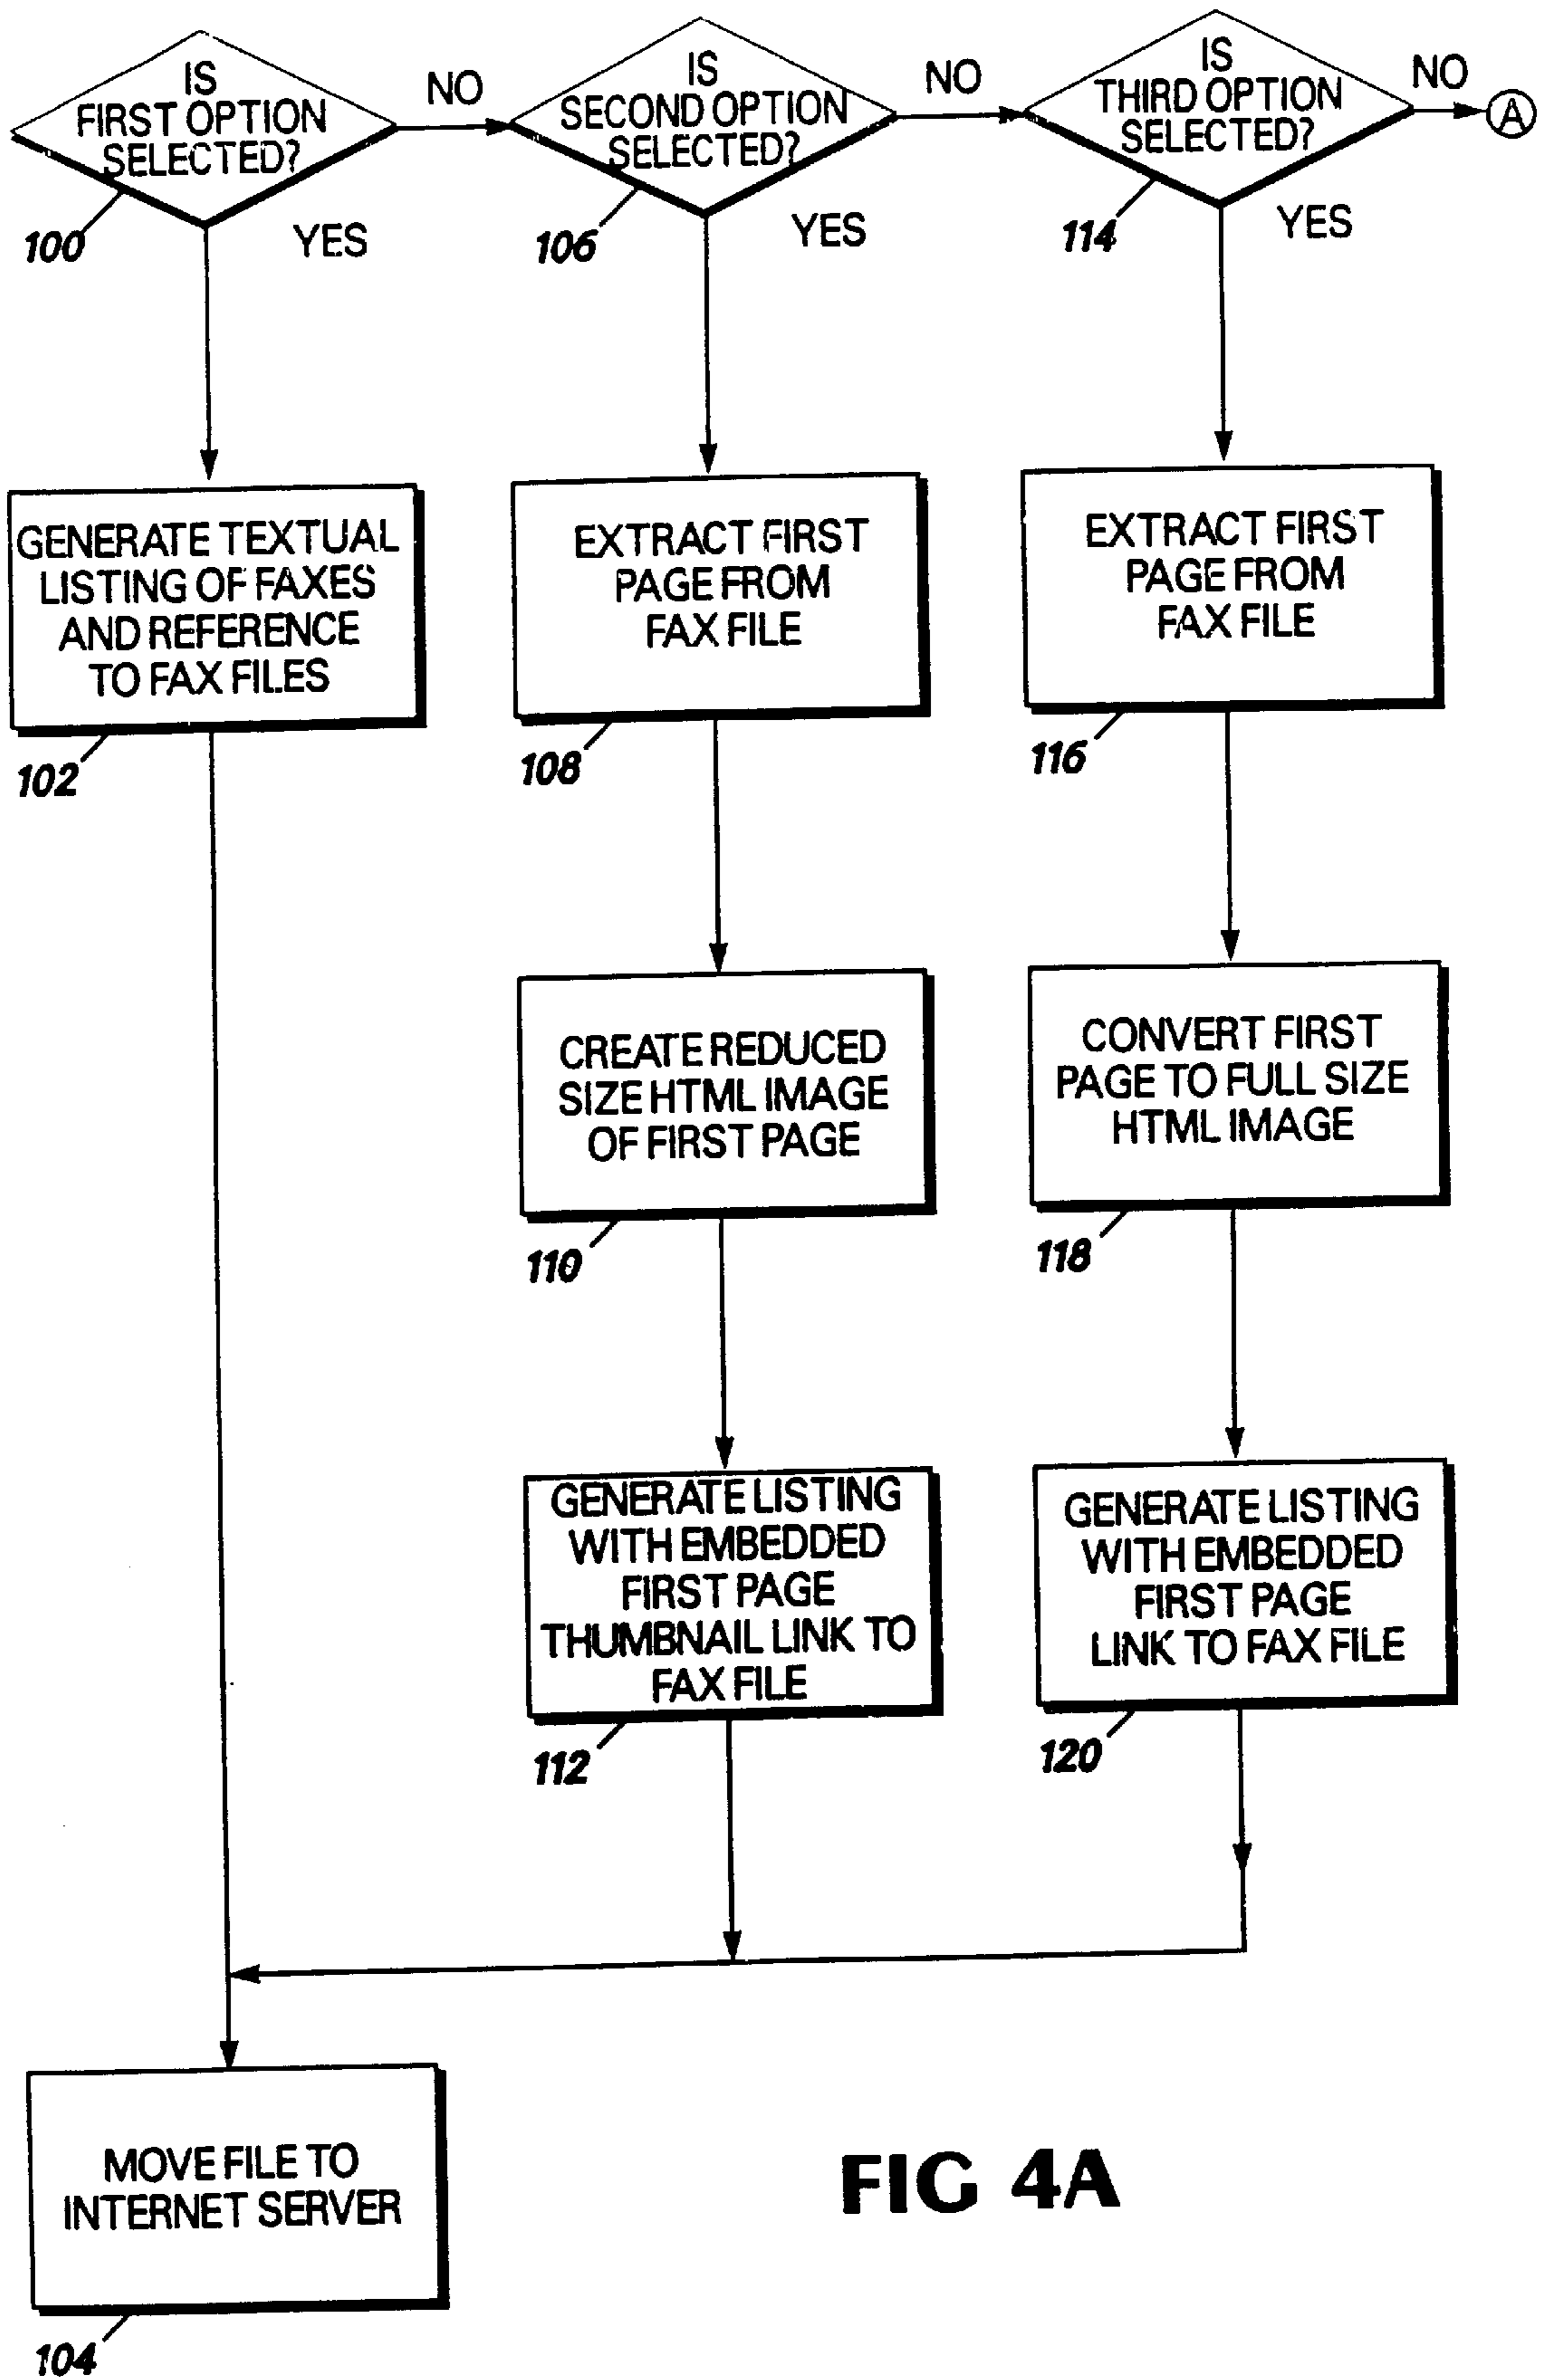 IS
FIRST OPTION
SELECTED?
NO
100
YES
IS
SECOND OPTION
SELECTED?
NO
106
YES
IS
THIRD OPTION
SELECTED?
NO
A
114
YES
GENERATE TEXTUAL
LISTING OF FAXES
AND REFERENCE
TO FAX FILES
102
EXTRACT FIRST
PAGE FROM
FAX FILE
108
EXTRACT FIRST
PAGE FROM
FAX FILE
116
CREATE REDUCED
SIZE HTML IMAGE
OF FIRST PAGE
110
CONVERT FIRST
PAGE TO FULL SIZE
HTML IMAGE
118
GENERATE LISTING
WITH EMBEDDED
FIRST PAGE
THUMBNAIL LINK TO
FAX FILE
112
GENERATE LISTING
WITH EMBEDDED
FIRST PAGE
LINK TO FAX FILE
120
MOVE FILE TO
INTERNET SERVER
104
FIG 4A